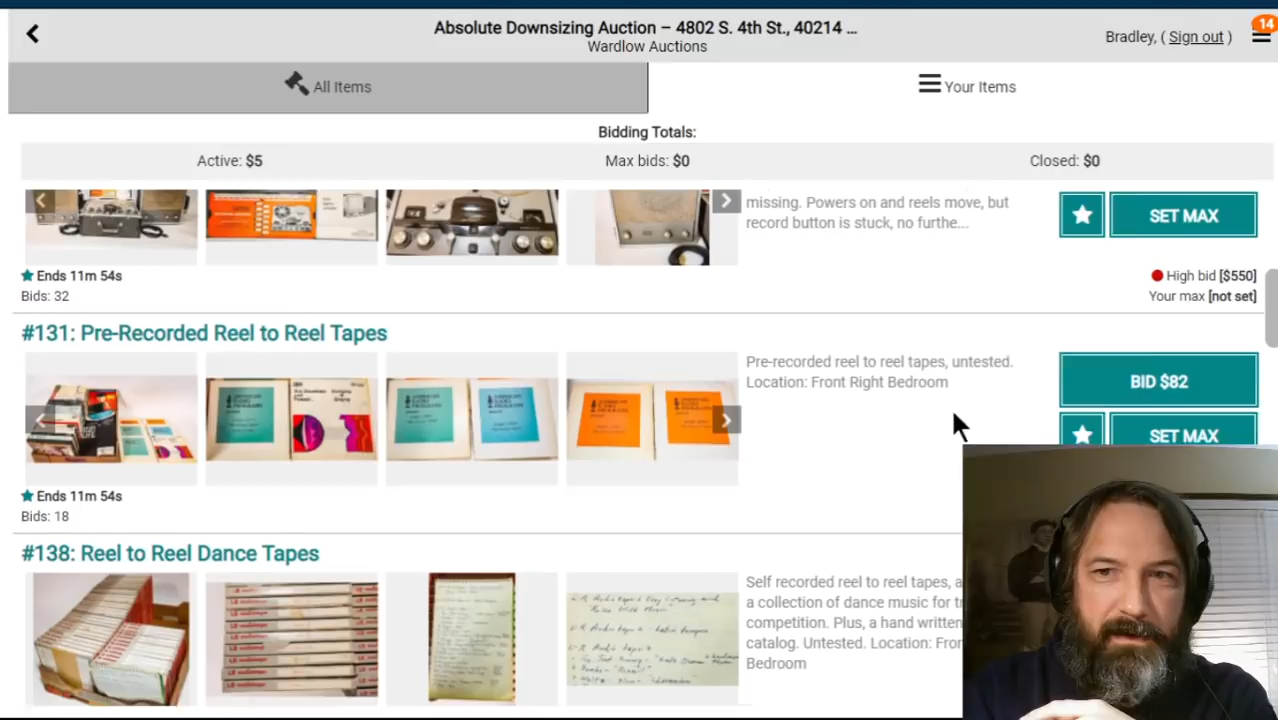 Absolute Downsizing Auction – 4802 S. 4th St., 40214 ...
Wardlow Auctions
Bradley, ( Sign out )
14
All Items
Your Items
Bidding Totals:
Active: $5
Max bids: $0
Closed: $0
missing. Powers on and reels move, but
record button is stuck, no furthe...
SET MAX
Ends 11m 54s
Bids: 32
High bid [$550]
Your max [not set]
#131: Pre-Recorded Reel to Reel Tapes
Pre-recorded reel to reel tapes, untested.
Location: Front Right Bedroom
BID $82
SET MAX
Ends 11m 54s
Bids: 18
#138: Reel to Reel Dance Tapes
Self recorded reel to reel tapes, a
a collection of dance music for tr
competition. Plus, a hand written
catalog. Untested. Location: Fron
Bedroom